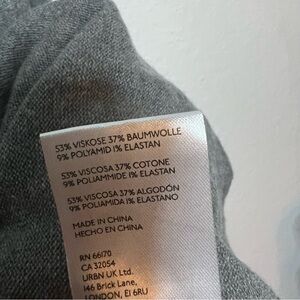 53% VISKOSE 37% BAUMWOLLE
9% POLYAMID 1% ELASTAN
53% VISCOSA 37% COTONE
9% POLIAMMIDE 1% ELASTAN
53% VISCOSA 37% ALGODÓN
9% POLIAMIDA 1% ELASTANO
MADE IN CHINA
HECHO EN CHINA
RN 66170
CA 32054
URBN UK Ltd.
146 Brick Lane,
LONDON, E1 6RU